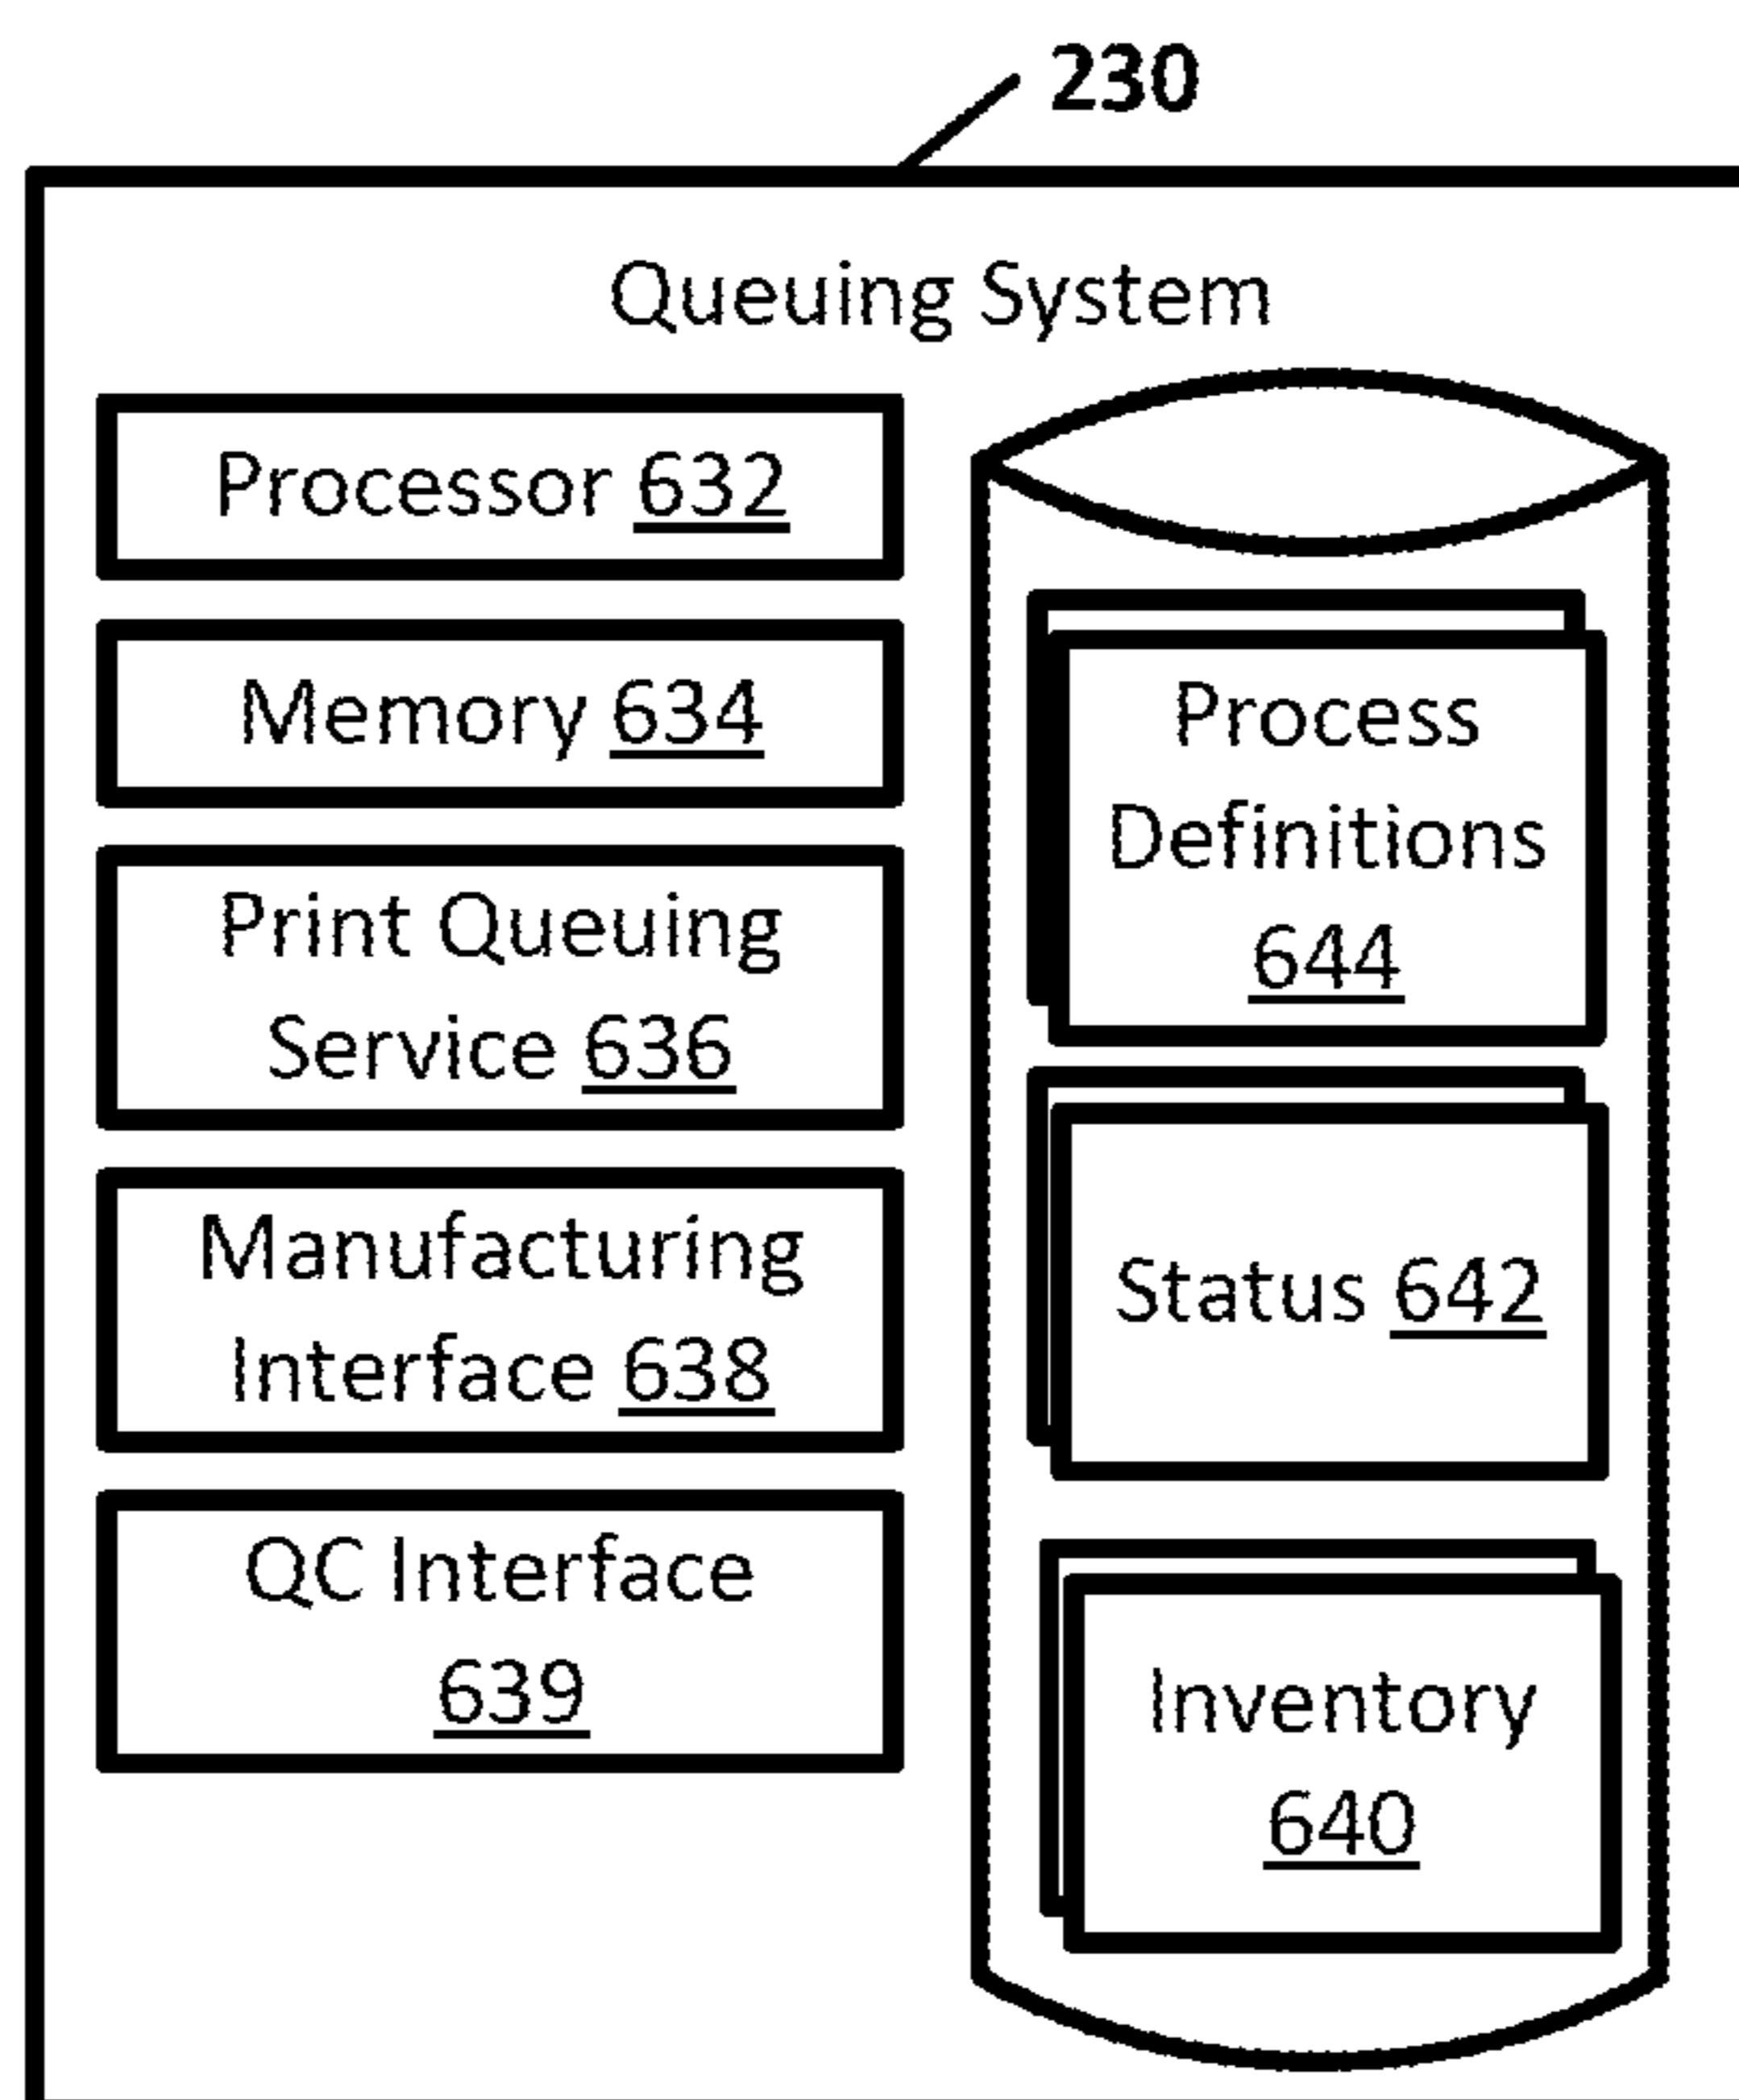 230
Queuing System
Processor 632
Memory 634
Print Queuing
Service 636
Manufacturing
Interface 638
QC Interface
639
Process
Definitions
644
Status 642
Inventory
640